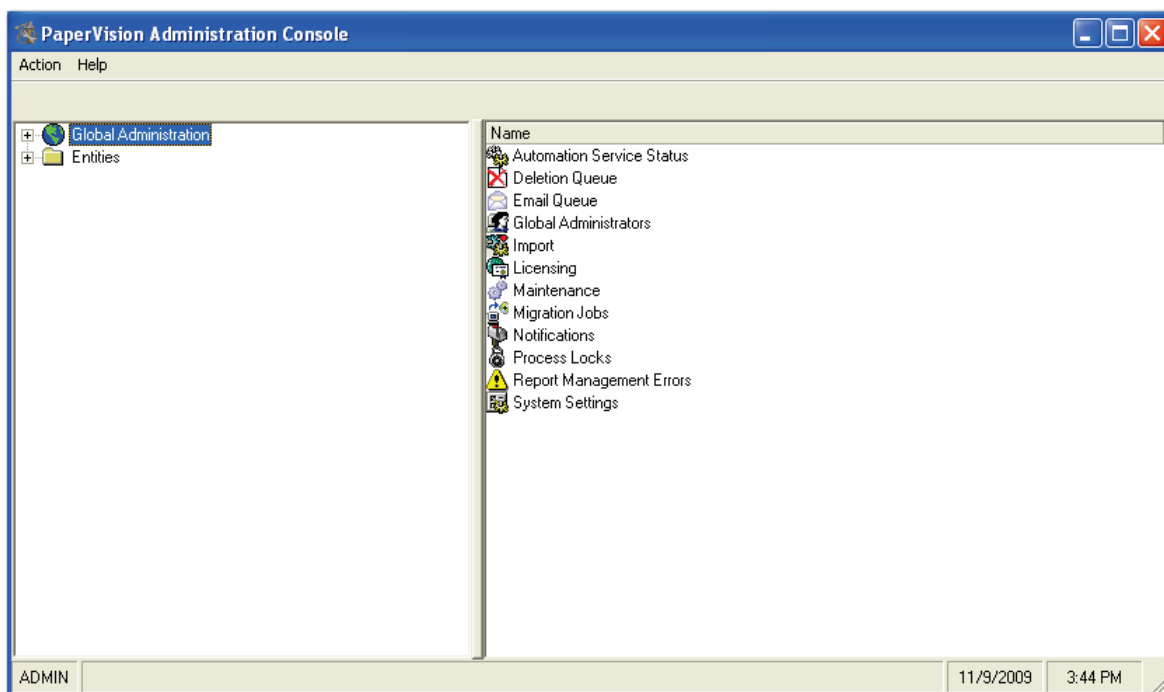 PaperVision Administration Console
Action Help
Global Administration
Entities
Name
Automation Service Status
Deletion Queue
Email Queue
Global Administrators
Import
Licensing
Maintenance
Migration Jobs
Notifications
Process Locks
Report Management Errors
System Settings
ADMIN 11/9/2009 3:44 PM